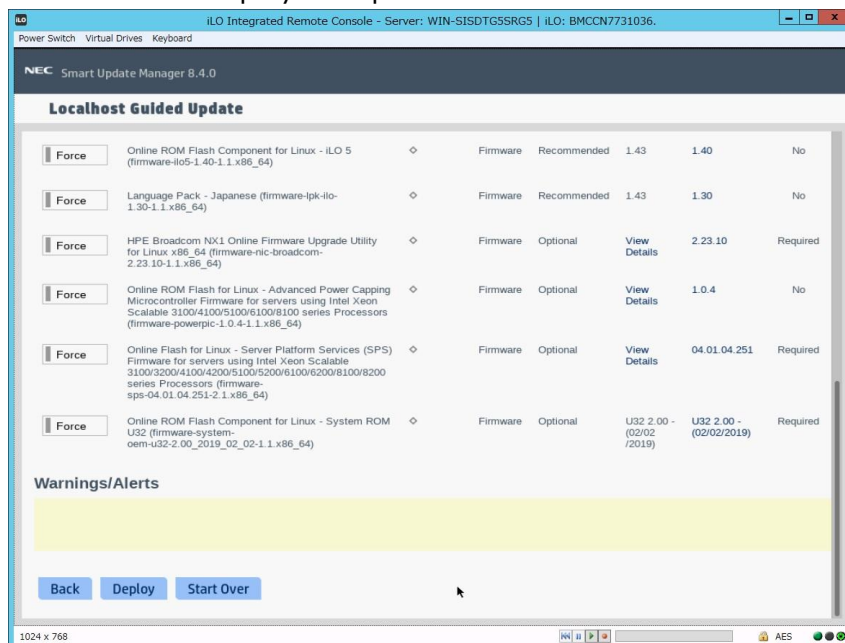 iLO Integrated Remote Console - Server: WIN-SISDTG5SRG5 | iLO: BMCCN7731036.
Power Switch Virtual Drives Keyboard
NEC Smart Update Manager 8.4.0
Localhost Guided Update
Force
Online ROM Flash Component for Linux - iLO 5
(firmware-ilo5-1.40-1.1.x86_64)
Firmware Recommended 1.43 1.40 No
Force
Language Pack - Japanese (firmware-lpk-ilo-
1.30-1.1.x86_64)
Firmware Recommended 1.43 1.30 No
Force
HPE Broadcom NX1 Online Firmware Upgrade Utility
for Linux x86_64 (firmware-nic-broadcom-
2.23.10-1.1.x86_64)
Firmware Optional
View
Details
2.23.10 Required
Force
Online ROM Flash for Linux - Advanced Power Capping
Microcontroller Firmware for servers using Intel Xeon
Scalable 3100/4100/5100/6100/8100 series Processors
(firmware-powerpic-1.0.4-1.1.x86_64)
Firmware Optional
View
Details
1.0.4 No
Force
Online Flash for Linux - Server Platform Services (SPS)
Firmware for servers using Intel Xeon Scalable
3100/3200/4100/4200/5100/5200/6100/6200/8100/8200
series Processors (firmware-
sps-04.01.04.251-2.1.x86_64)
Firmware Optional
View
Details
04.01.04.251 Required
Force
Online ROM Flash Component for Linux - System ROM
U32 (firmware-system-
oem-u32-2.00_2019_02_02-1.1.x86_64)
Firmware Optional
U32 2.00 -
(02/02
/2019)
U32 2.00 -
(02/02/2019)
Required
Warnings/Alerts
Back Deploy Start Over
1024 x 768
AES